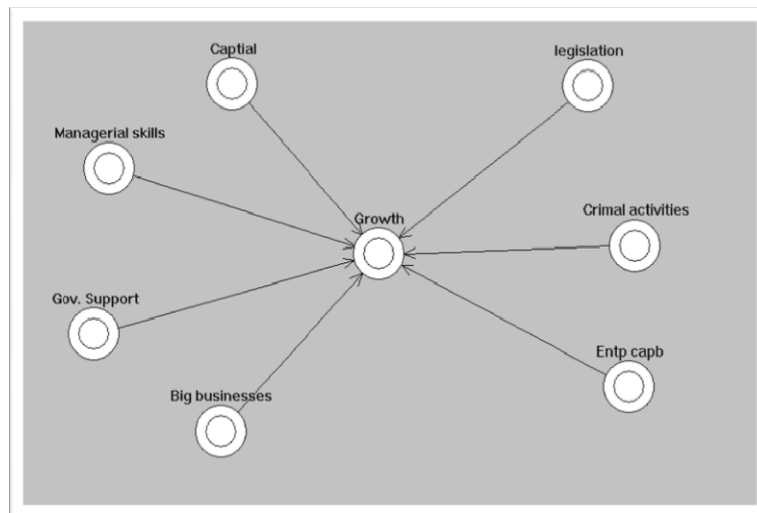 Captial
legislation
Managerial skills
Growth
Crimal activities
Gov. Support
Entp capb
Big businesses